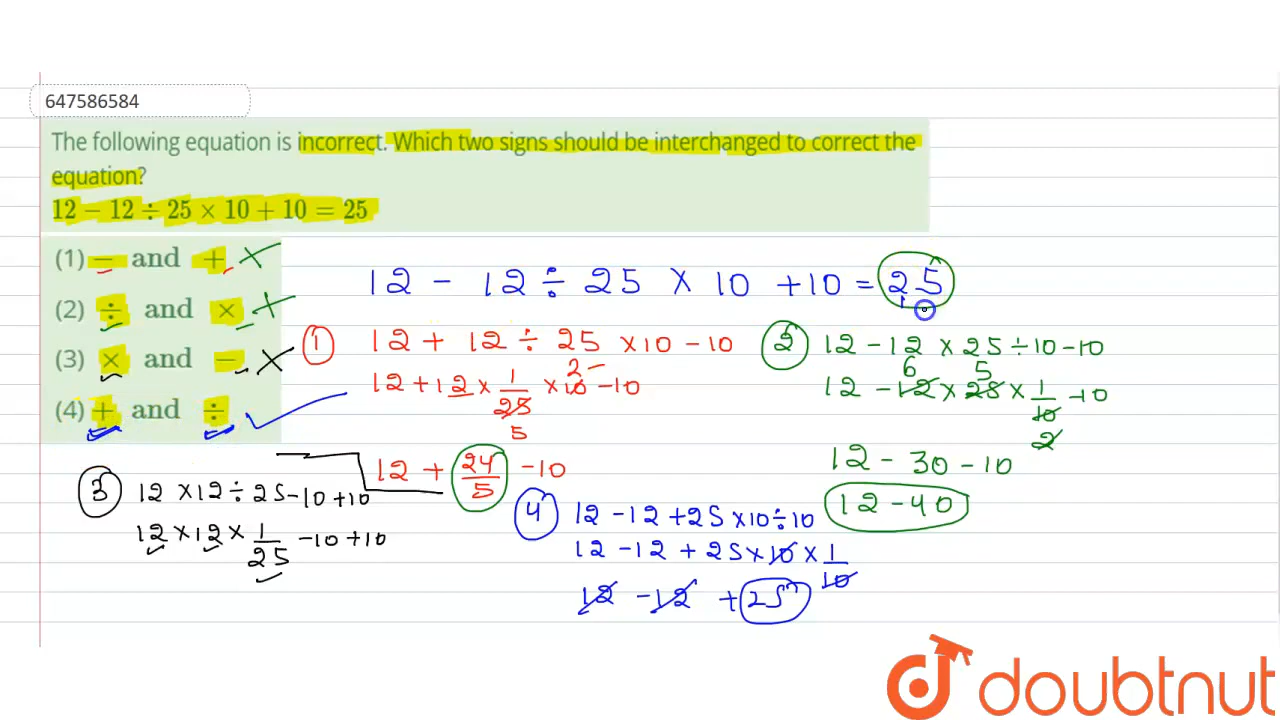 647586584
The following equation is incorrect. Which two signs should be interchanged to correct the
equation?
12 − 12 ÷ 25 × 10 + 10 = 25
(1) − and + ×
(2) ÷ and × ×
(3) × and − ×
(4) + and ÷ ✓
12 - 12 ÷ 25 × 10 + 10 = 25
1 12 + 12 ÷ 25 × 10 - 10
12 + 12 × 1/25 × 10 - 10
2
5
12 + 24/5 - 10
2 12 - 12 × 25 ÷ 10 - 10
6 5
12 - 12 × 25 × 1/10 - 10
2
12 - 30 - 10
12 - 40
3 12 × 12 ÷ 25 - 10 + 10
12 × 12 × 1/25 - 10 + 10
4 12 - 12 + 25 × 10 ÷ 10
12 - 12 + 25 × 10 × 1/10
12 - 12 + 25
doubtnut